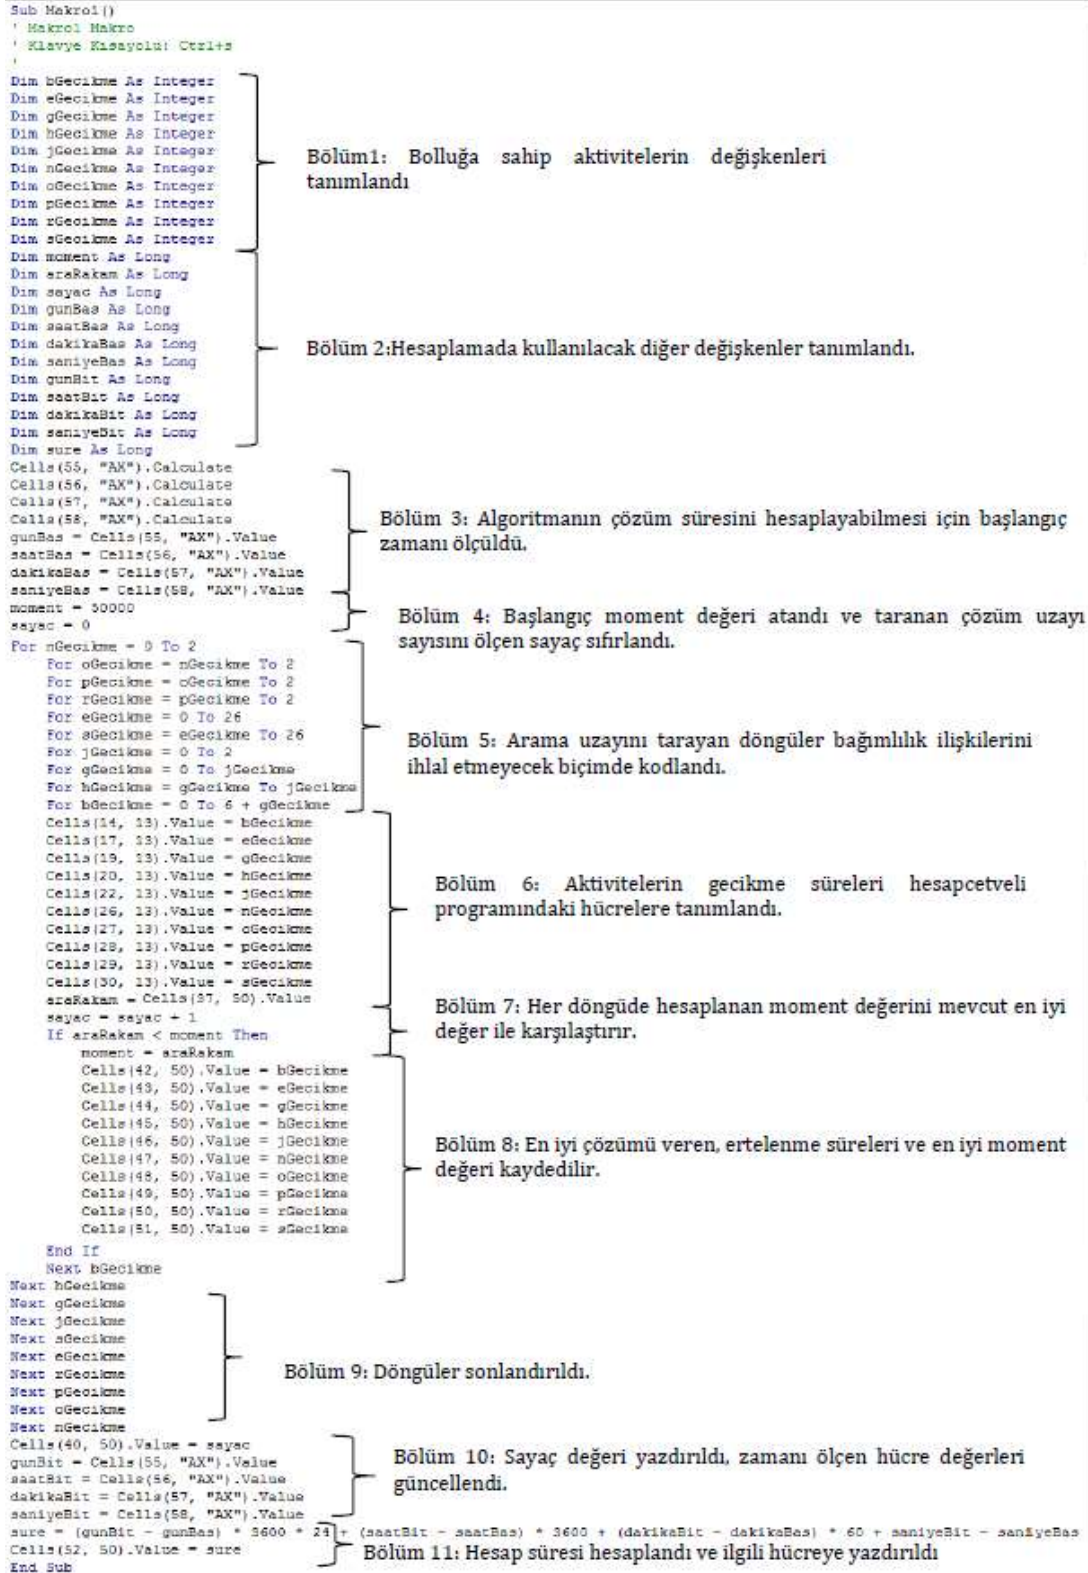 Sub Makro1()
' Makro1 Makro
' Klavye Kısayolu: Ctrl+s
'
Dim bGecikme As Integer
Dim eGecikme As Integer
Dim gGecikme As Integer
Dim hGecikme As Integer
Dim jGecikme As Integer
Dim nGecikme As Integer
Dim oGecikme As Integer
Dim pGecikme As Integer
Dim rGecikme As Integer
Dim sGecikme As Integer
Bölüm1: Bolluğa sahip aktivitelerin değişkenleri
tanımlandı
Dim moment As Long
Dim araRakam As Long
Dim sayac As Long
Dim gunBas As Long
Dim saatBas As Long
Dim dakikaBas As Long
Dim saniyeBas As Long
Dim gunBit As Long
Dim saatBit As Long
Dim dakikaBit As Long
Dim saniyeBit As Long
Dim sure As Long
Bölüm 2:Hesaplamada kullanılacak diğer değişkenler tanımlandı.
Cells(55, "AX").Calculate
Cells(56, "AX").Calculate
Cells(57, "AX").Calculate
Cells(58, "AX").Calculate
gunBas = Cells(55, "AX").Value
saatBas = Cells(56, "AX").Value
dakikaBas = Cells(57, "AX").Value
saniyeBas = Cells(58, "AX").Value
Bölüm 3: Algoritmanın çözüm süresini hesaplayabilmesi için başlangıç
zamanı ölçüldü.
moment = 50000
sayac = 0
Bölüm 4: Başlangıç moment değeri atandı ve taranan çözüm uzayı
sayısını ölçen sayaç sıfırlandı.
For nGecikme = 0 To 2
For oGecikme = nGecikme To 2
For pGecikme = oGecikme To 2
For rGecikme = pGecikme To 2
For eGecikme = 0 To 26
For sGecikme = eGecikme To 26
For jGecikme = 0 To 2
For gGecikme = 0 To jGecikme
For hGecikme = gGecikme To jGecikme
For bGecikme = 0 To 6 + gGecikme
Bölüm 5: Arama uzayını tarayan döngüler bağımlılık ilişkilerini
ihlal etmeyecek biçimde kodlandı.
Cells(14, 13).Value = bGecikme
Cells(17, 13).Value = eGecikme
Cells(19, 13).Value = gGecikme
Cells(20, 13).Value = hGecikme
Cells(22, 13).Value = jGecikme
Cells(26, 13).Value = nGecikme
Cells(27, 13).Value = oGecikme
Cells(28, 13).Value = pGecikme
Cells(29, 13).Value = rGecikme
Cells(30, 13).Value = sGecikme
araRakam = Cells(37, 50).Value
Bölüm 6: Aktivitelerin gecikme süreleri hesapcetveli
programındaki hücrelere tanımlandı.
sayac = sayac + 1
If araRakam < moment Then
moment = araRakam
Bölüm 7: Her döngüde hesaplanan moment değerini mevcut en iyi
değer ile karşılaştırır.
Cells(42, 50).Value = bGecikme
Cells(43, 50).Value = eGecikme
Cells(44, 50).Value = gGecikme
Cells(45, 50).Value = hGecikme
Cells(46, 50).Value = jGecikme
Cells(47, 50).Value = nGecikme
Cells(48, 50).Value = oGecikme
Cells(49, 50).Value = pGecikme
Cells(50, 50).Value = rGecikme
Cells(51, 50).Value = sGecikme
End If
Next bGecikme
Bölüm 8: En iyi çözümü veren, ertelenme süreleri ve en iyi moment
değeri kaydedilir.
Next hGecikme
Next gGecikme
Next jGecikme
Next sGecikme
Next eGecikme
Next rGecikme
Next pGecikme
Next oGecikme
Next nGecikme
Bölüm 9: Döngüler sonlandırıldı.
Cells(40, 50).Value = sayac
gunBit = Cells(55, "AX").Value
saatBit = Cells(56, "AX").Value
dakikaBit = Cells(57, "AX").Value
saniyeBit = Cells(58, "AX").Value
Bölüm 10: Sayaç değeri yazdırıldı, zamanı ölçen hücre değerleri
güncellendi.
sure = (gunBit - gunBas) * 3600 * 24 + (saatBit - saatBas) * 3600 + (dakikaBit - dakikaBas) * 60 + saniyeBit - saniyeBas
Cells(52, 50).Value = sure
End Sub
Bölüm 11: Hesap süresi hesaplandı ve ilgili hücreye yazdırıldı